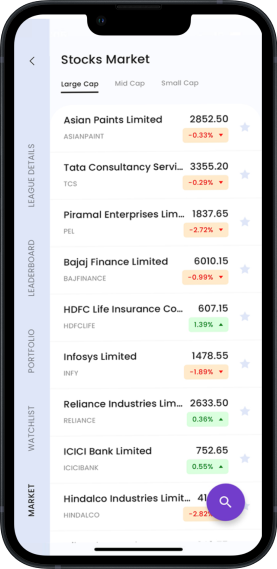 Stocks Market
Large Cap Mid Cap Small Cap
Asian Paints Limited 2852.50
ASIANPAINT -0.33%
Tata Consultancy Servi... 3355.20
TCS -0.29%
Piramal Enterprises Lim... 1837.65
PEL -2.72%
Bajaj Finance Limited 6010.15
BAJFINANCE -0.99%
HDFC Life Insurance Co... 607.15
HDFCLIFE 1.39%
Infosys Limited 1478.55
INFY -1.89%
Reliance Industries Lim... 2633.50
RELIANCE 0.36%
ICICI Bank Limited 752.65
ICICIBANK 0.55%
Hindalco Industries Limit... 41
HINDALCO -2.82%
LEAGUE DETAILS
LEADERBOARD
PORTFOLIO
WATCHLIST
MARKET